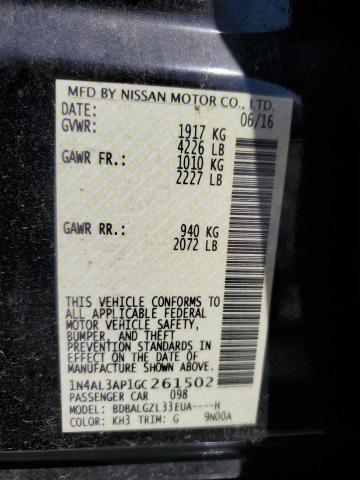 MFD BY NISSAN MOTOR CO., LTD.
DATE: 06/16
GVWR: 1917 KG
4226 LB
GAWR FR.: 1010 KG
2227 LB
GAWR RR.: 940 KG
2072 LB
THIS VEHICLE CONFORMS TO
ALL APPLICABLE FEDERAL
MOTOR VEHICLE SAFETY,
BUMPER, AND THEFT
PREVENTION STANDARDS
IN EFFECT ON THE DATE OF
MANUFACTURE SHOWN ABOVE.
1N4AL3AP1GC261502
PASSENGER CAR 098
MODEL: BDBALGZL33EUA----H
COLOR: KH3 TRIM: G 9N00A